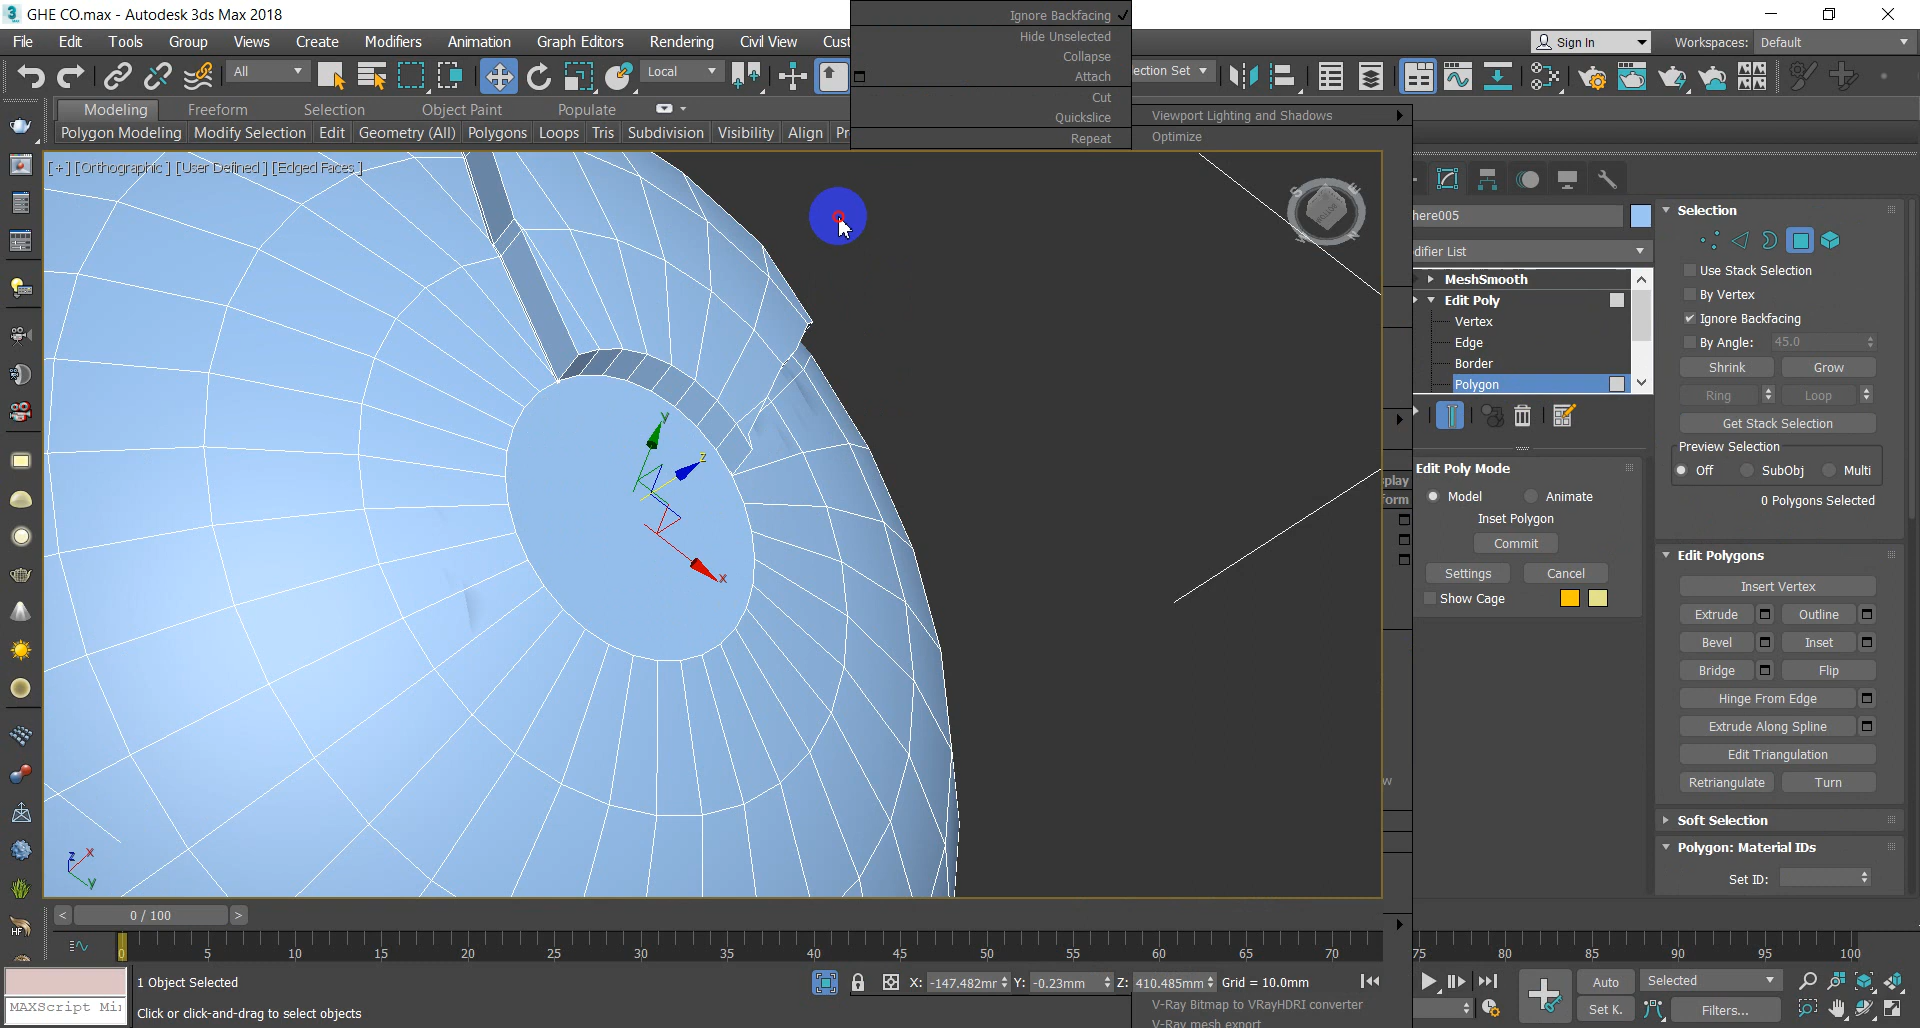 GHE CO.max - Autodesk 3ds Max 2018
File Edit Tools Group Views Create Modifiers Animation Graph Editors Rendering Civil View Cust
Sign In Workspaces: Default
All Local ection Set
Ignore Backfacing
Hide Unselected
Collapse
Attach
Cut
Quickslice
Repeat
Viewport Lighting and Shadows
Optimize
Modeling Freeform Selection Object Paint Populate
Polygon Modeling Modify Selection Edit Geometry (All) Polygons Loops Tris Subdivision Visibility Align Pr
[+] [Orthographic ] [User Defined ] [Edged Faces ]
S E W N
BOTTOM
y z x
z x y
here005
difier List
MeshSmooth
Edit Poly
Vertex
Edge
Border
Polygon
play
form
w
Edit Poly Mode
Model Animate
Inset Polygon
Commit
Settings Cancel
Show Cage
Selection
Use Stack Selection
By Vertex
Ignore Backfacing
By Angle: 45.0
Shrink Grow
Ring Loop
Get Stack Selection
Preview Selection
Off SubObj Multi
0 Polygons Selected
Edit Polygons
Insert Vertex
Extrude Outline
Bevel Inset
Bridge Flip
Hinge From Edge
Extrude Along Spline
Edit Triangulation
Retriangulate Turn
Soft Selection
Polygon: Material IDs
Set ID:
HF
< 0 / 100 >
0 5 10 15 20 25 30 35 40 45 50 55 60 65 70 75 80 85 90 95 100
MAXScript Mi
1 Object Selected
Click or click-and-drag to select objects
X: -147.482mr Y: -0.23mm Z: 410.485mm Grid = 10.0mm
V-Ray Bitmap to VRayHDRI converter
V-Ray mesh export
Auto Selected
Set K. Filters...